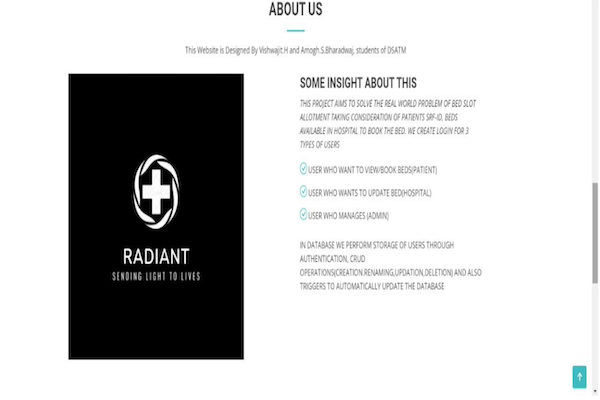 ABOUT US
This Website is Designed By Vishwajit.H and Amogh.S.Bharadwaj, students of DSATM
SOME INSIGHT ABOUT THIS
THIS PROJECT AIMS TO SOLVE THE REAL WORLD PROBLEM OF BED SLOT
ALLOTMENT TAKING CONSIDERATION OF PATIENTS SRF-ID, BEDS
AVAILABLE IN HOSPITAL TO BOOK THE BED. WE CREATE LOGIN FOR 3
TYPES OF USERS
USER WHO WANT TO VIEW/BOOK BEDS(PATIENT)
USER WHO WANTS TO UPDATE BED(HOSPITAL)
USER WHO MANAGES (ADMIN)
IN DATABASE WE PERFORM STORAGE OF USERS THROUGH
AUTHENTICATION, CRUD
OPERATIONS(CREATION.RENAMING,UPDATION,DELETION) AND ALSO
TRIGGERS TO AUTOMATICALLY UPDATE THE DATABASE
RADIANT
SENDING LIGHT TO LIVES